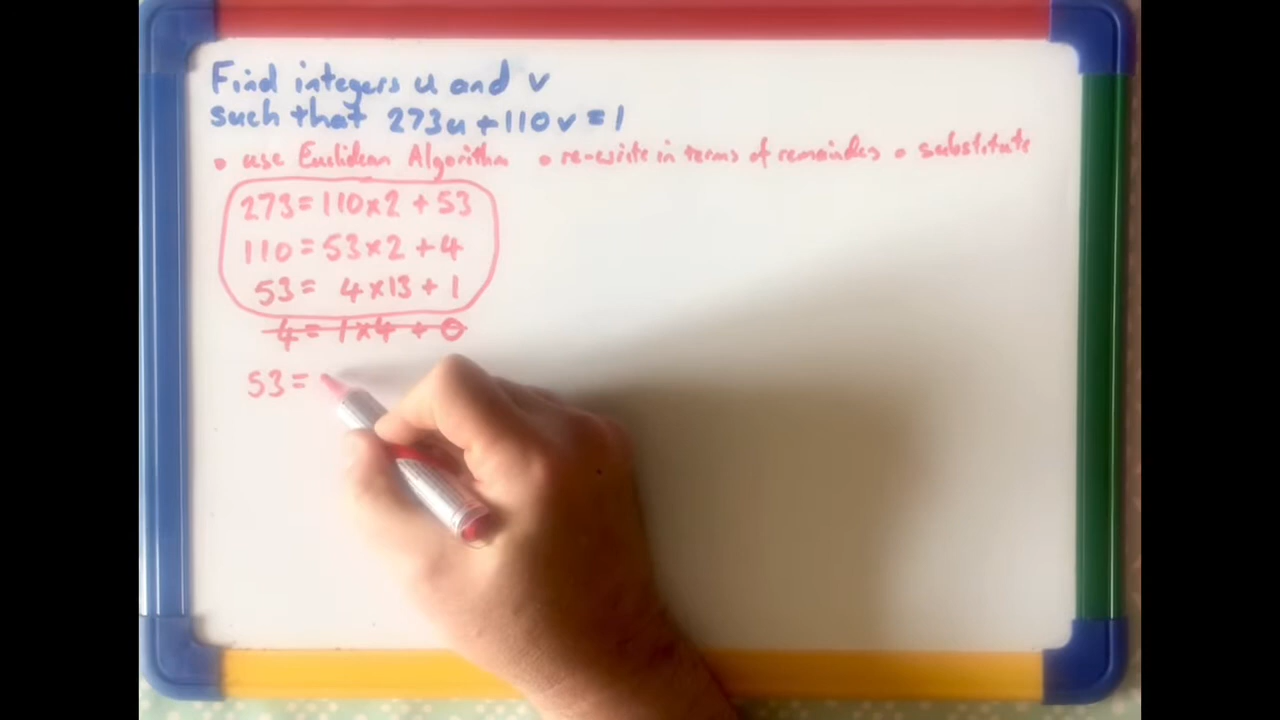 Find integers u and v
such that 273u + 110v = 1
• use Euclidean Algorithm • re-write in terms of remainders • substitute
273 = 110 × 2 + 53
110 = 53 × 2 + 4
53 = 4 × 13 + 1
4 = 1 × 4 + 0
53 =